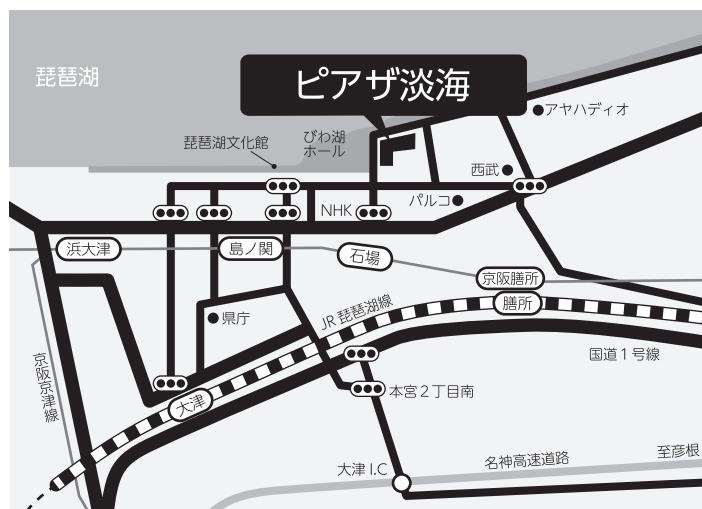 琵琶湖
ピアザ淡海
アヤハディオ
琵琶湖文化館
びわ湖
ホール
西武
パルコ
NHK
浜大津
島ノ関
石場
京阪膳所
膳所
県庁
JR 琵琶湖線
国道1号線
京阪京津線
大津
本宮2丁目南
大津 I.C
名神高速道路
至彦根